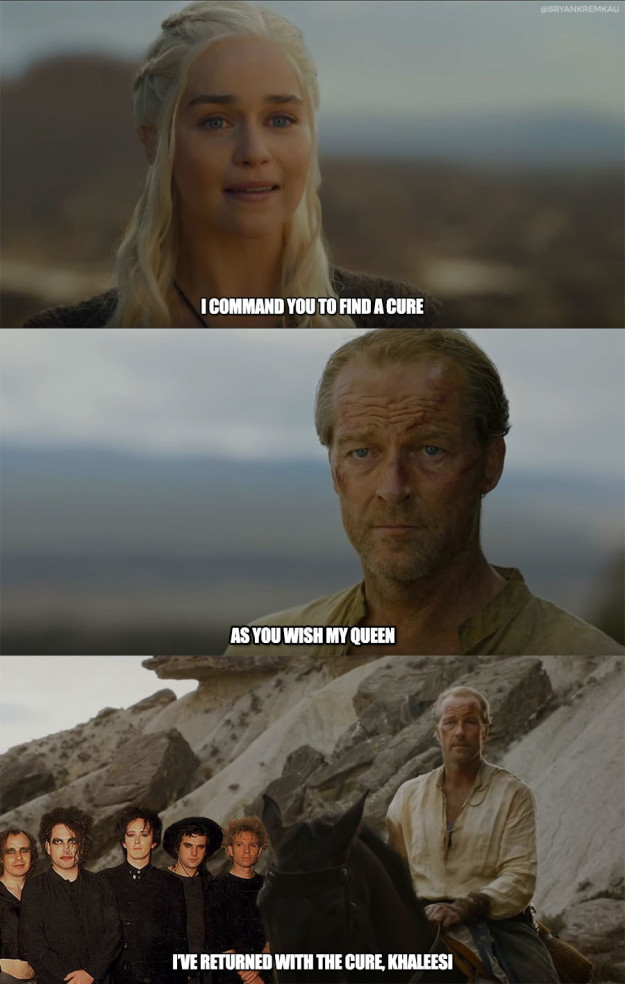 @BRYANKREMKAU
I COMMAND YOU TO FIND A CURE
AS YOU WISH MY QUEEN
I'VE RETURNED WITH THE CURE, KHALEESI